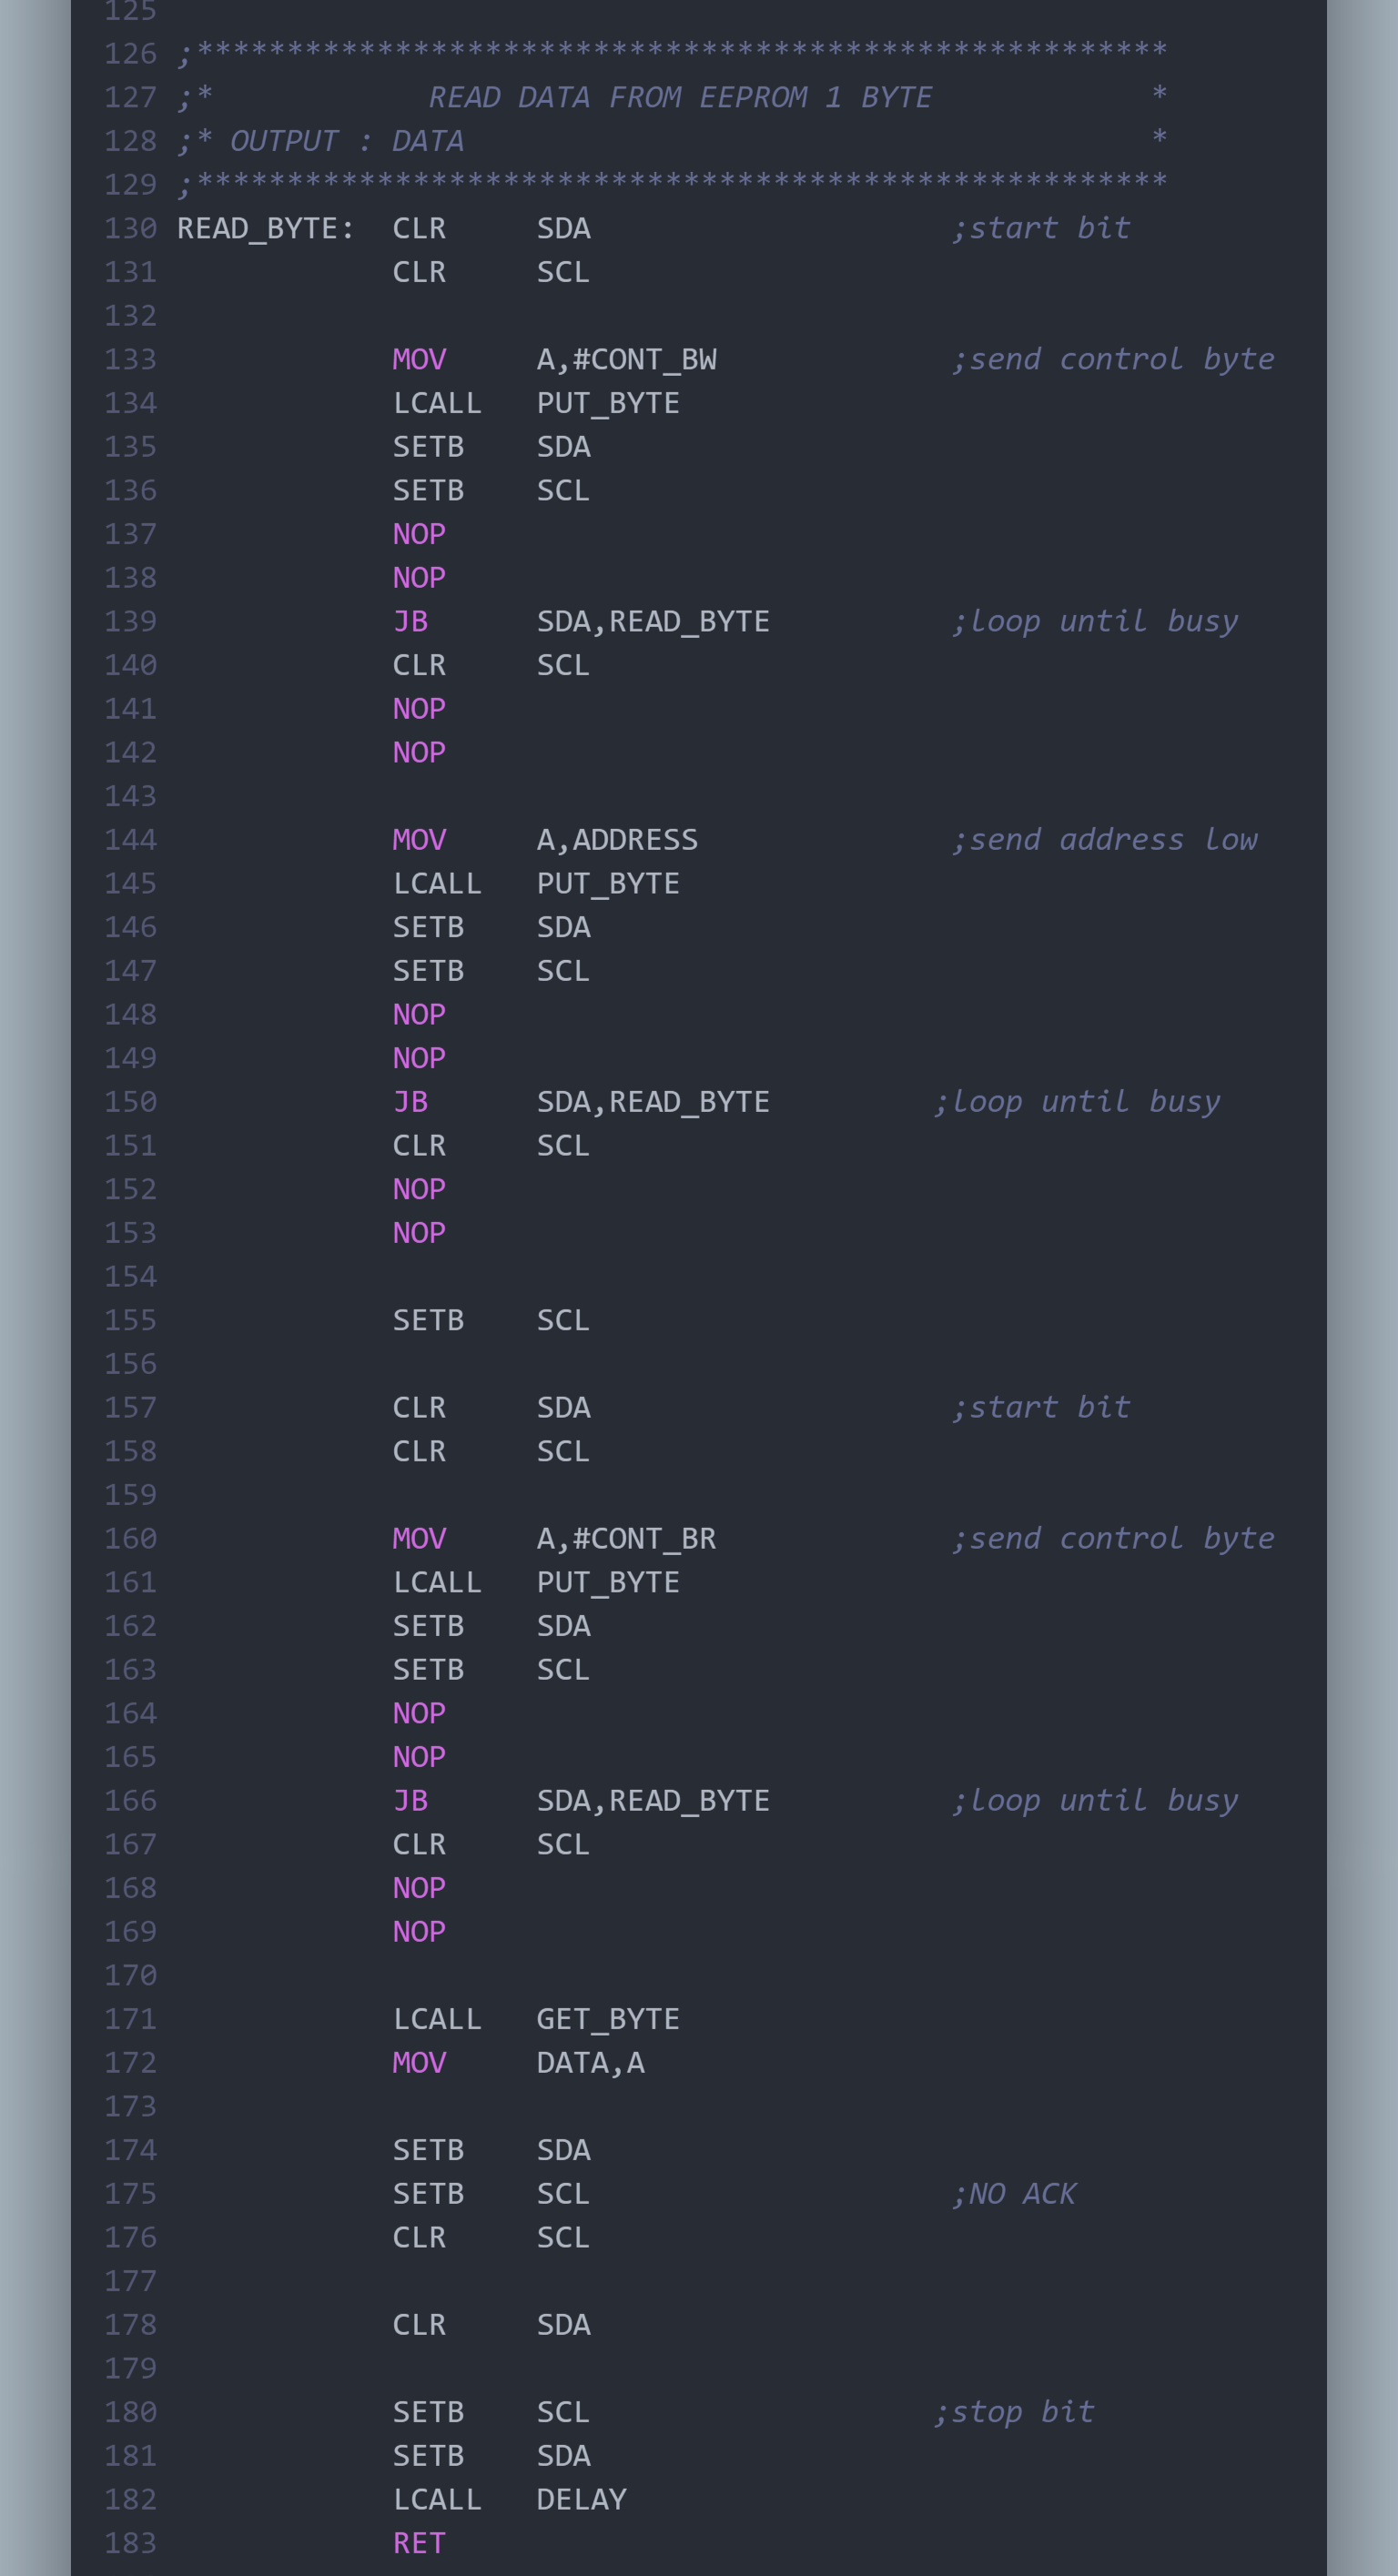 125
126 ;******************************************************
127 ;*            READ DATA FROM EEPROM 1 BYTE            *
128 ;* OUTPUT : DATA                                      *
129 ;******************************************************
130 READ_BYTE:  CLR     SDA                    ;start bit
131             CLR     SCL
132
133             MOV     A,#CONT_BW             ;send control byte
134             LCALL   PUT_BYTE
135             SETB    SDA
136             SETB    SCL
137             NOP
138             NOP
139             JB      SDA,READ_BYTE          ;loop until busy
140             CLR     SCL
141             NOP
142             NOP
143
144             MOV     A,ADDRESS              ;send address low
145             LCALL   PUT_BYTE
146             SETB    SDA
147             SETB    SCL
148             NOP
149             NOP
150             JB      SDA,READ_BYTE         ;loop until busy
151             CLR     SCL
152             NOP
153             NOP
154
155             SETB    SCL
156
157             CLR     SDA                    ;start bit
158             CLR     SCL
159
160             MOV     A,#CONT_BR             ;send control byte
161             LCALL   PUT_BYTE
162             SETB    SDA
163             SETB    SCL
164             NOP
165             NOP
166             JB      SDA,READ_BYTE          ;loop until busy
167             CLR     SCL
168             NOP
169             NOP
170
171             LCALL   GET_BYTE
172             MOV     DATA,A
173
174             SETB    SDA
175             SETB    SCL                    ;NO ACK
176             CLR     SCL
177
178             CLR     SDA
179
180             SETB    SCL                   ;stop bit
181             SETB    SDA
182             LCALL   DELAY
183             RET